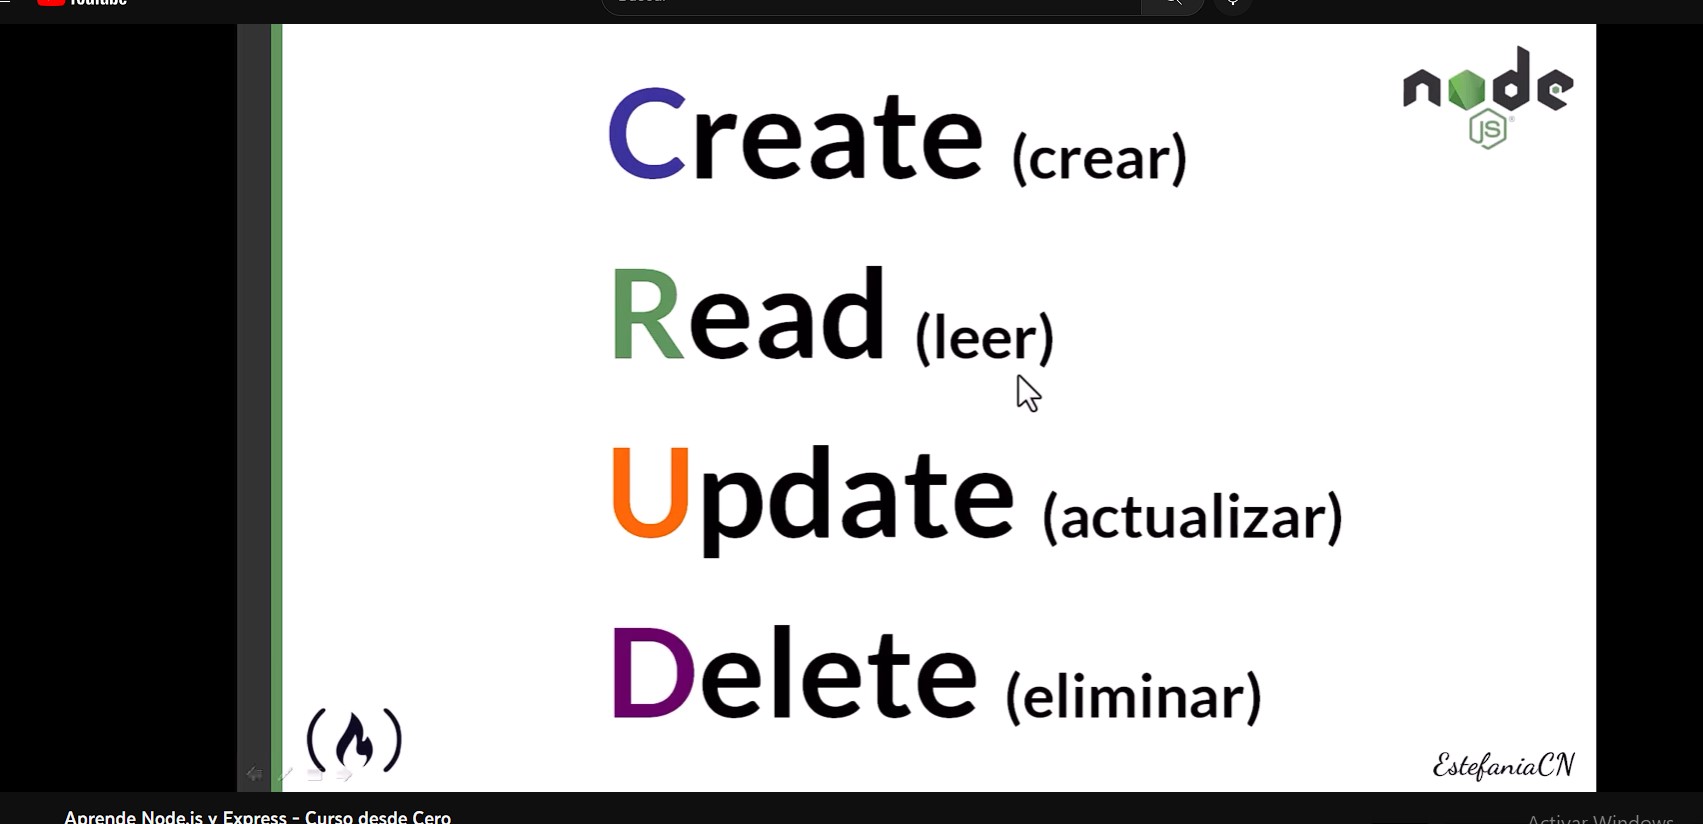 YouTube
Create (crear)
node
JS
Read (leer)
Update (actualizar)
Delete (eliminar)
EstefaniaCN
Aprende Node.js y Express - Curso desde Cero
Activar Windows